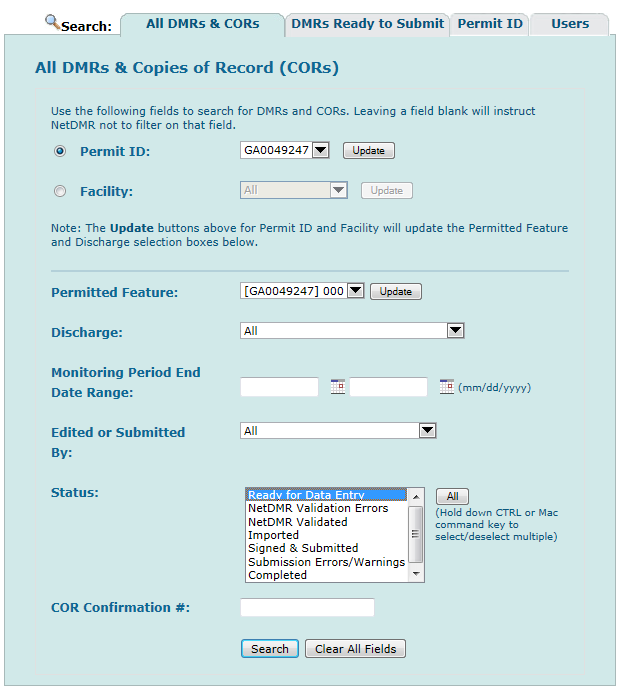 Search:
All DMRs & CORs
DMRs Ready to Submit
Permit ID
Users
All DMRs & Copies of Record (CORs)
Use the following fields to search for DMRs and CORs. Leaving a field blank will instruct
NetDMR not to filter on that field.
Permit ID:
GA0049247
Update
Facility:
All
Update
Note: The Update buttons above for Permit ID and Facility will update the Permitted Feature
and Discharge selection boxes below.
Permitted Feature:
[GA0049247] 000
Update
Discharge:
All
Monitoring Period End
Date Range:
(mm/dd/yyyy)
Edited or Submitted
By:
All
Status:
Ready for Data Entry
NetDMR Validation Errors
NetDMR Validated
Imported
Signed & Submitted
Submission Errors/Warnings
Completed
All
(Hold down CTRL or Mac
command key to
select/deselect multiple)
COR Confirmation #:
Search
Clear All Fields